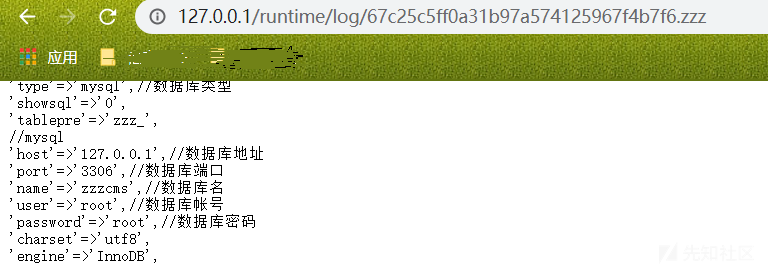 127.0.0.1/runtime/log/67c25c5ff0a31b97a574125967f4b7f6.zzz
应用
'type'=>'mysql',//数据库类型
'showsql'=>'0',
'tablepre'=>'zzz_',
//mysql
'host'=>'127.0.0.1',//数据库地址
'port'=>'3306',//数据库端口
'name'=>'zzzcms',//数据库名
'user'=>'root',//数据库帐号
'password'=>'root',//数据库密码
'charset'=>'utf8',
'engine'=>'InnoDB',
先知社区